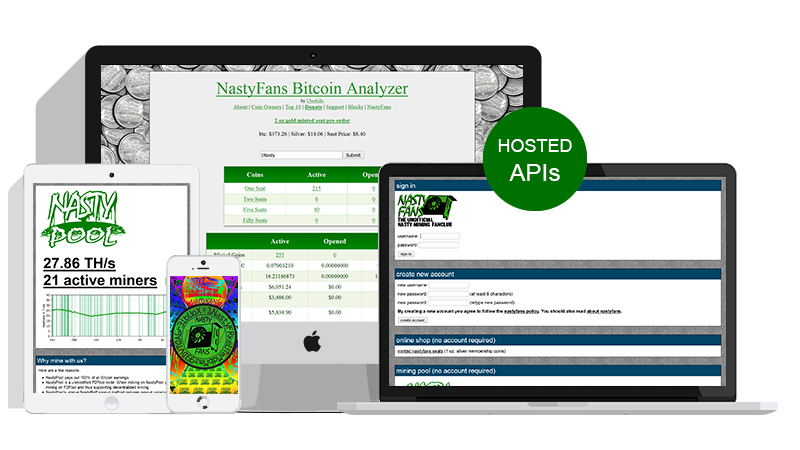 NastyFans Bitcoin Analyzer
About | Coin Owners | Top 10 | Donate | Support | Blocks | NastyFans
2 oz gold minted seat pre-order
btc: $373.26 | Silver: $14.06 | Seat Price: $8.40
Submit
Coins Active Opened
One Seat 215 0
Two Seats 0 0
Five Seats 40 0
Fifty Seats 0 0
Active Opened
Minted Coins 255 0
0.07903210 0.00000000
16.21186873 0.00000000
$6,051.24 $0.00
$3,486.00 $0.00
$5,834.90 $0.00
HOSTED
APIs
NASTY
POOL
27.86 TH/s
21 active miners
Why mine with us?
Here are a few reasons
NastyPool pays out 100% of all Bitcoin earnings.
NastyPool is a unmodified P2Pool node. When mining on NastyPool
mining on P2Pool and thus supporting decentralized mining.
NASTY
FANS
sign in
NASTY
FANS
THE UNOFFICIAL
NASTY MINING FANCLUB
username:
password:
sign in
create new account
new username:
new password: (at least 8 characters)
new password: (retype new password)
By creating a new account you agree to follow the nastyfans policy. You should also read about nastyfans.
create account
online shop (no account required)
minted nastyfans seats (1 oz. silver membership coins)
mining pool (no account required)
NASTY